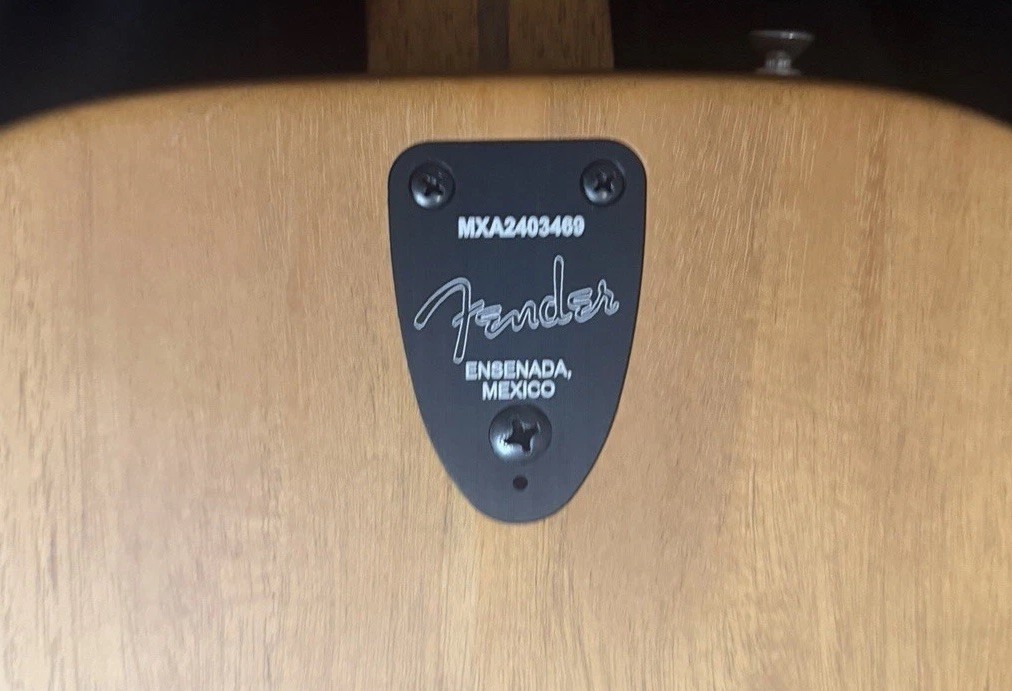 MXA2403469
Fender
ENSENADA,
MEXICO